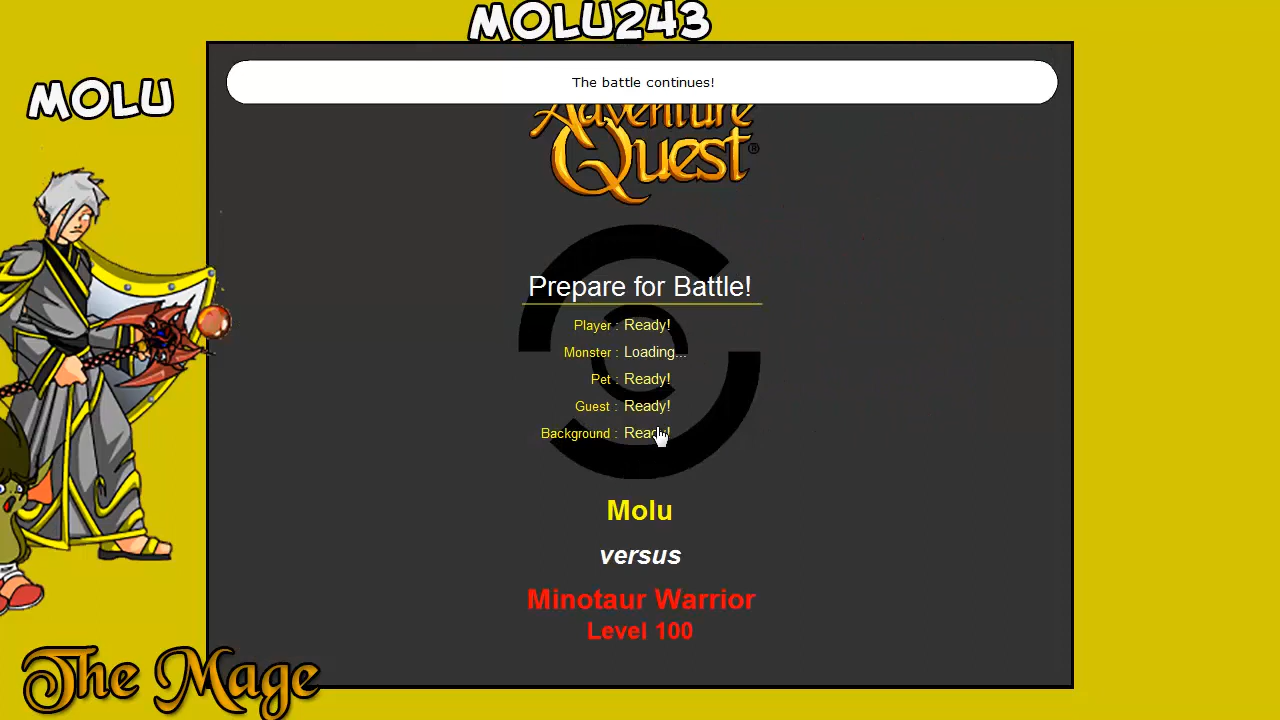 MOLU243
MOLU
The battle continues!
Adventure
Quest®
Prepare for Battle!
Player : Ready!
Monster : Loading...
Pet : Ready!
Guest : Ready!
Background : Ready!
Molu
versus
Minotaur Warrior
Level 100
The Mage